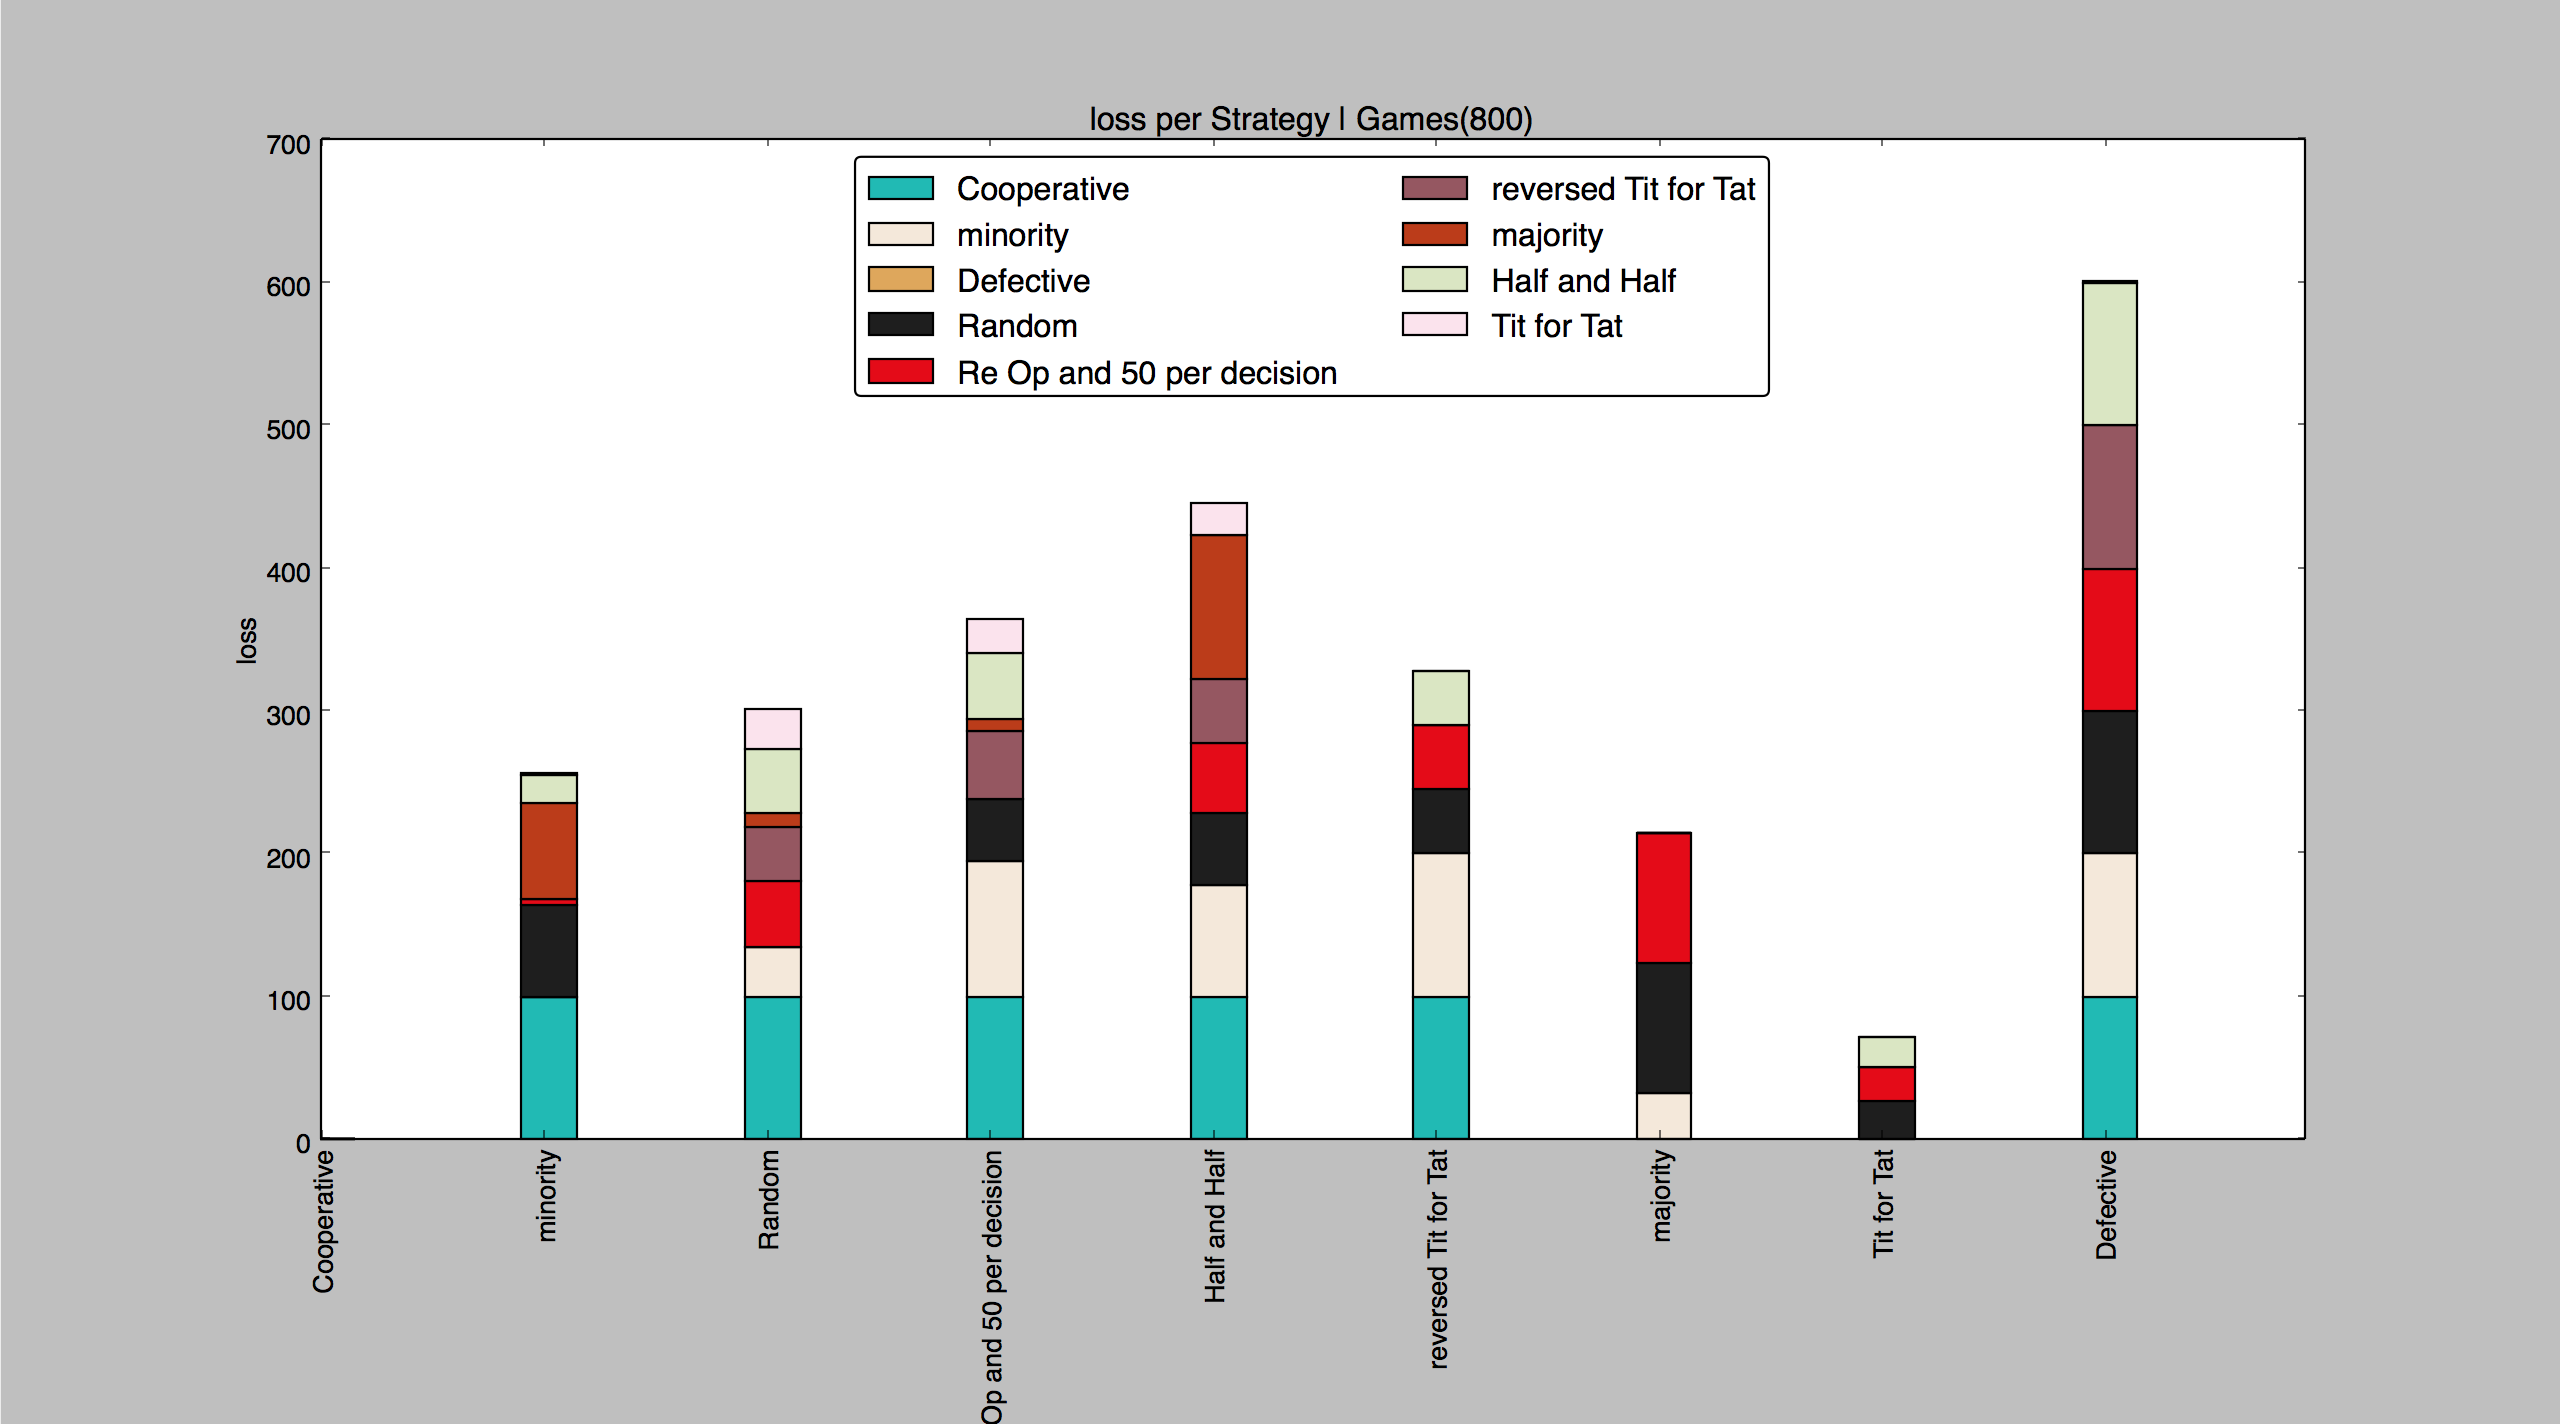 loss per Strategy | Games(800)
700
600
500
400
300
200
100
0
loss
Cooperative
minority
Defective
Random
Re Op and 50 per decision
reversed Tit for Tat
majority
Half and Half
Tit for Tat
Cooperative
minority
Random
Op and 50 per decision
Half and Half
reversed Tit for Tat
majority
Tit for Tat
Defective